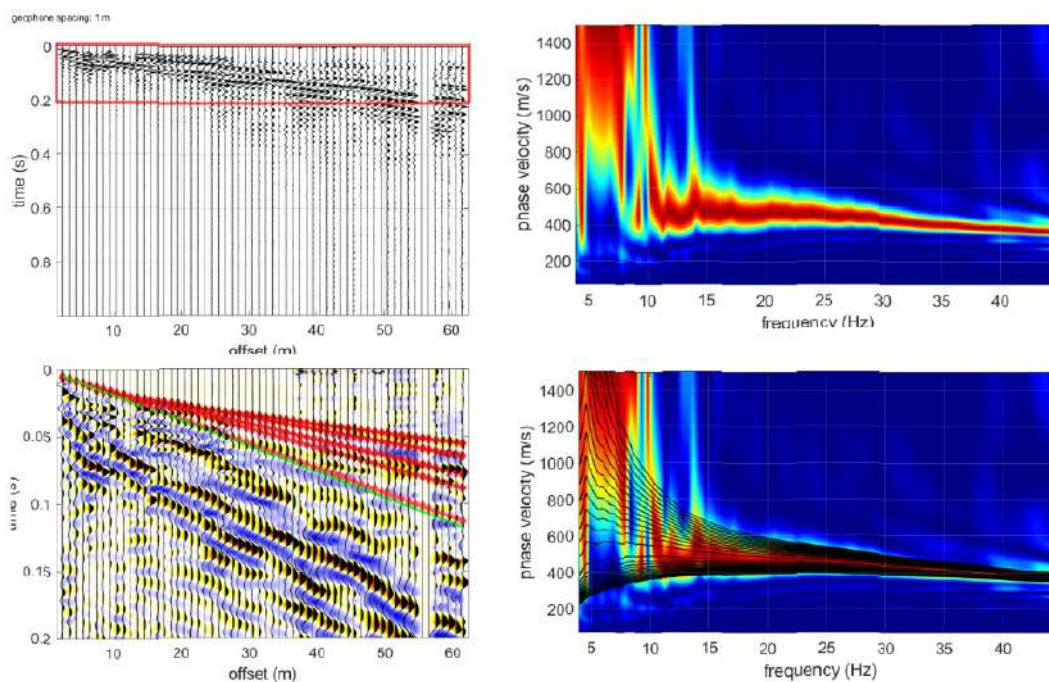 geophone spacing: 1m
0
0.2
0.4
0.6
0.8
time (s)
10 20 30 40 50 60
offset (m)
1400
1200
1000
800
600
400
200
phase velocity (m/s)
5 10 15 20 25 30 35 40
frequency (Hz)
0
0.05
0.1
0.15
0.2
time (s)
10 20 30 40 50 60
offset (m)
1400
1200
1000
800
600
400
200
phase velocity (m/s)
5 10 15 20 25 30 35 40
frequency (Hz)